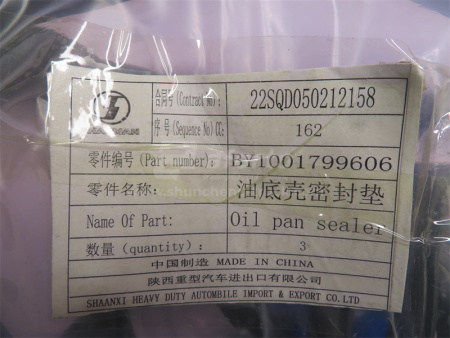 合同号(Contract No): 22SQD050212158
序号(Sequence No)CC: 162
零件编号(Part number): BY1001799606
零件名称: 油底壳密封垫
Name Of Part: Oil pan sealer
数量(quantity): 3
中国制造 MADE IN CHINA
陕西重型汽车进出口有限公司
SHAANXI HEAVY DUTY AUTOMBILE IMPORT & EXPORT CO,LTD